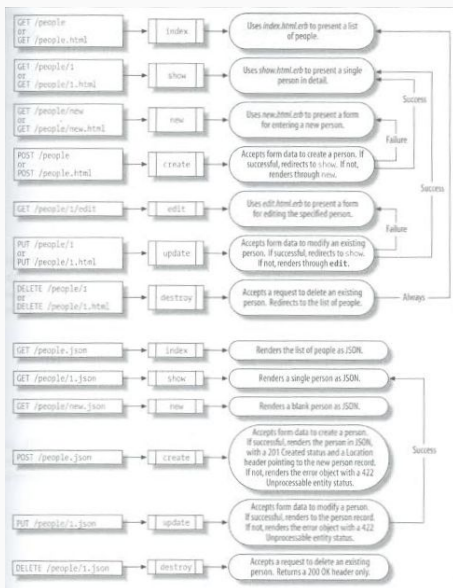 GET /people
or
GET /people.html
index
Uses index.html.erb to present a list
of people.
GET /people/1
or
GET /people/1.html
show
Uses show.html.erb to present a single
person in detail.
Success
GET /people/new
or
GET /people/new.html
new
Uses new.html.erb to present a form
for entering a new person.
Failure
POST /people
or
POST /people.html
create
Accepts form data to create a person. If
successful, redirects to show. If not,
renders through new.
Success
GET /people/1/edit
edit
Uses edit.html.erb to present a form
for editing the specified person.
Failure
PUT /people/1
or
PUT /people/1.html
update
Accepts form data to modify an existing
person. If successful, redirects to show.
If not, renders through edit.
DELETE /people/1
or
DELETE /people/1.html
destroy
Accepts a request to delete an existing
person. Redirects to the list of people.
Always
GET /people.json
index
Renders the list of people as JSON.
GET /people/1.json
show
Renders a single person as JSON.
GET /people/new.json
new
Renders a blank person as JSON.
POST /people.json
create
Accepts form data to create a person.
If successful, renders the person in JSON,
with a 201 Created status and a Location
header pointing to the new person record.
If not, renders the error object with a 422
Unprocessable entity status.
Success
PUT /people/1.json
update
Accepts form data to modify a person.
If successful, renders to the person record.
If not, renders the error object with a 422
Unprocessable entity status.
DELETE /people/1.json
destroy
Accepts a request to delete an existing
person. Returns a 200 OK header only.